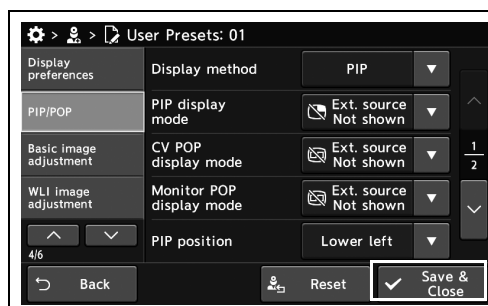 > > User Presets: 01
Display
preferences
PIP/POP
Basic image
adjustment
WLI image
adjustment
4/6
Display method
PIP
PIP display
mode
Ext. source
Not shown
CV POP
display mode
Ext. source
Not shown
Monitor POP
display mode
Ext. source
Not shown
PIP position
Lower left
1
2
Back
Reset
Save &
Close